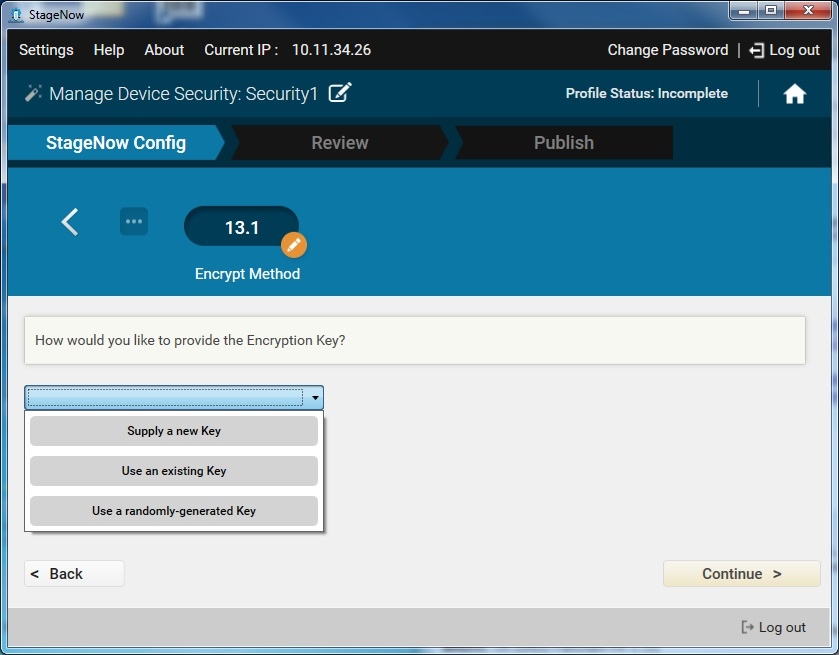 StageNow
Settings Help About Current IP : 10.11.34.26 Change Password | Log out
Manage Device Security: Security1 Profile Status: Incomplete
StageNow Config Review Publish
... 13.1
Encrypt Method
How would you like to provide the Encryption Key?
Supply a new Key
Use an existing Key
Use a randomly-generated Key
< Back Continue >
Log out